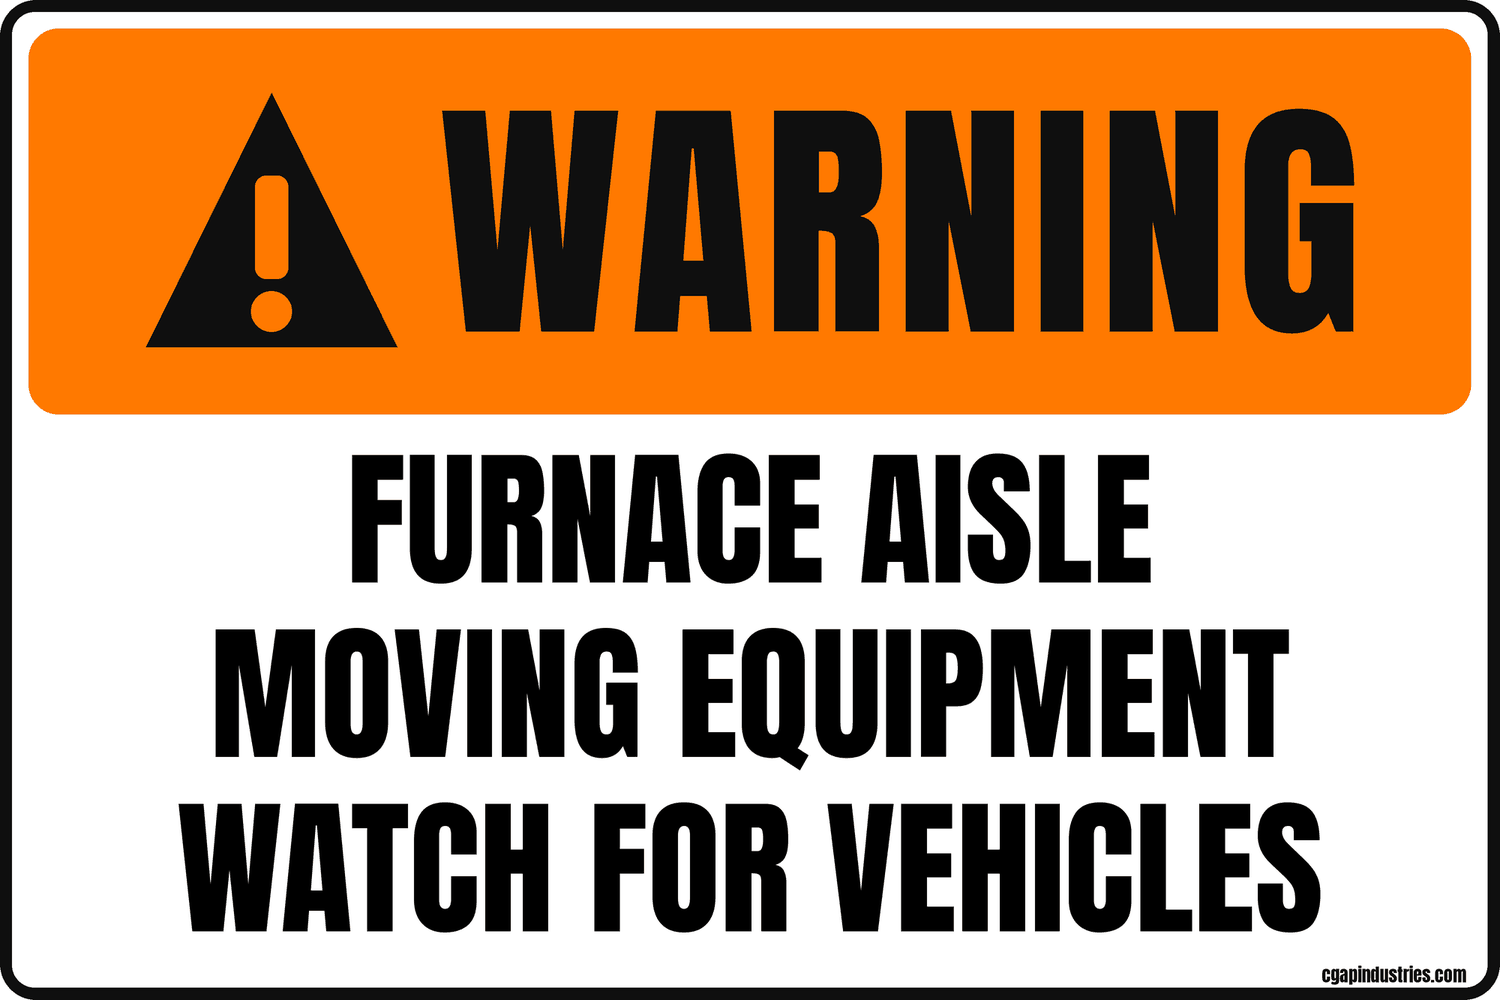 WARNING
FURNACE AISLE
MOVING EQUIPMENT
WATCH FOR VEHICLES
cgapindustries.com